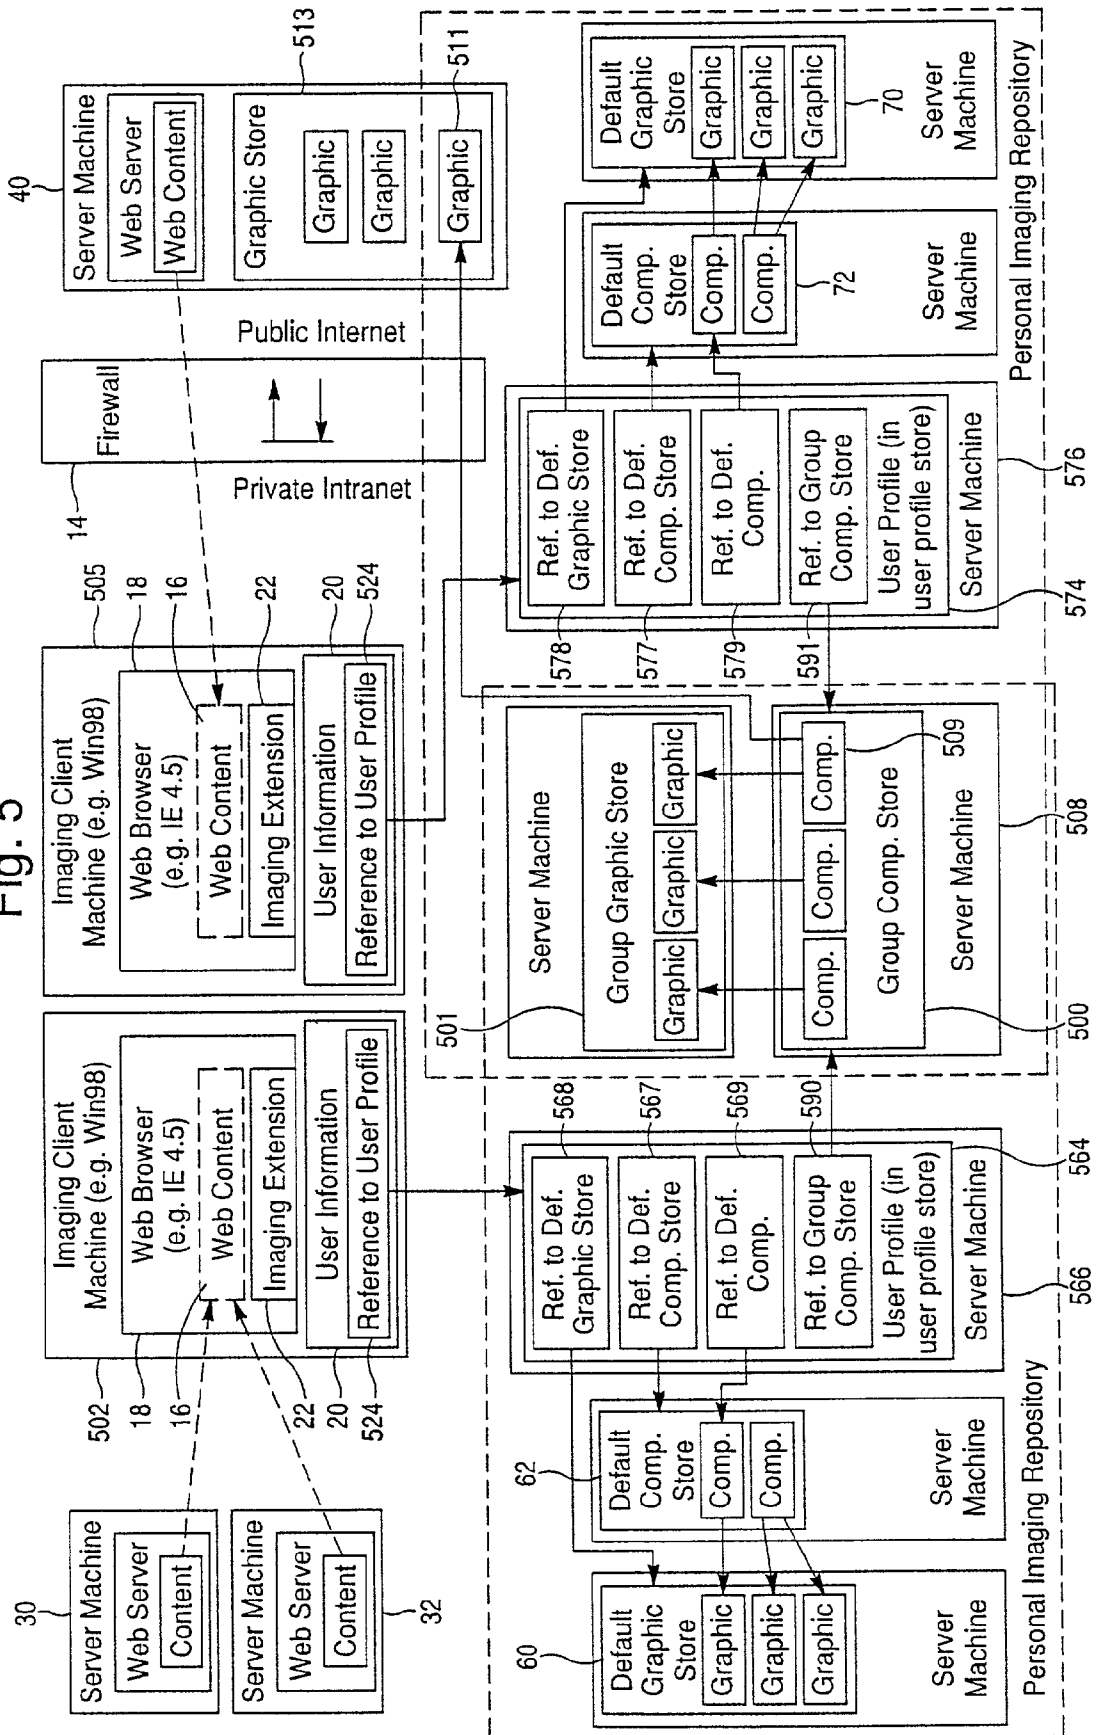 Fig. 5
30
Server Machine
Web Server
Content
Server Machine
Web Server
Content
32
502
18
16
22
20
524
Imaging Client
Machine (e.g. Win98)
Web Browser
(e.g. IE 4.5)
Web Content
Imaging Extension
User Information
Reference to User Profile
505
18
16
22
20
524
Imaging Client
Machine (e.g. Win98)
Web Browser
(e.g. IE 4.5)
Web Content
Imaging Extension
User Information
Reference to User Profile
14
Firewall
Private Intranet
Public Internet
40
Server Machine
Web Server
Web Content
Graphic Store
Graphic
Graphic
Graphic
513
511
60
Default
Graphic
Store
Graphic
Graphic
Graphic
Server
Machine
62
Default
Comp.
Store
Comp.
Comp.
Server
Machine
Personal Imaging Repository
568
567
569
590
Ref. to Def.
Graphic Store
Ref. to Def.
Comp. Store
Ref. to Def.
Comp.
Ref. to Group
Comp. Store
User Profile (in
user profile store)
Server Machine
564
566
501
Server Machine
Group Graphic Store
Graphic
Graphic
Graphic
Comp.
Comp.
Comp.
509
Group Comp. Store
Server Machine
500
508
578
577
579
591
Ref. to Def.
Graphic Store
Ref. to Def.
Comp. Store
Ref. to Def.
Comp.
Ref. to Group
Comp. Store
User Profile (in
user profile store)
Server Machine
574
576
Default
Comp.
Store
Comp.
Comp.
72
Server
Machine
Default
Graphic
Store
Graphic
Graphic
Graphic
70
Server
Machine
Personal Imaging Repository